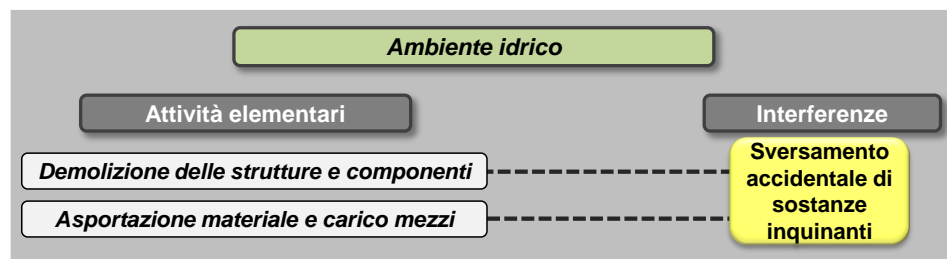 Ambiente idrico
Attività elementari
Interferenze
Demolizione delle strutture e componenti
Asportazione materiale e carico mezzi
Sversamento
accidentale di
sostanze
inquinanti